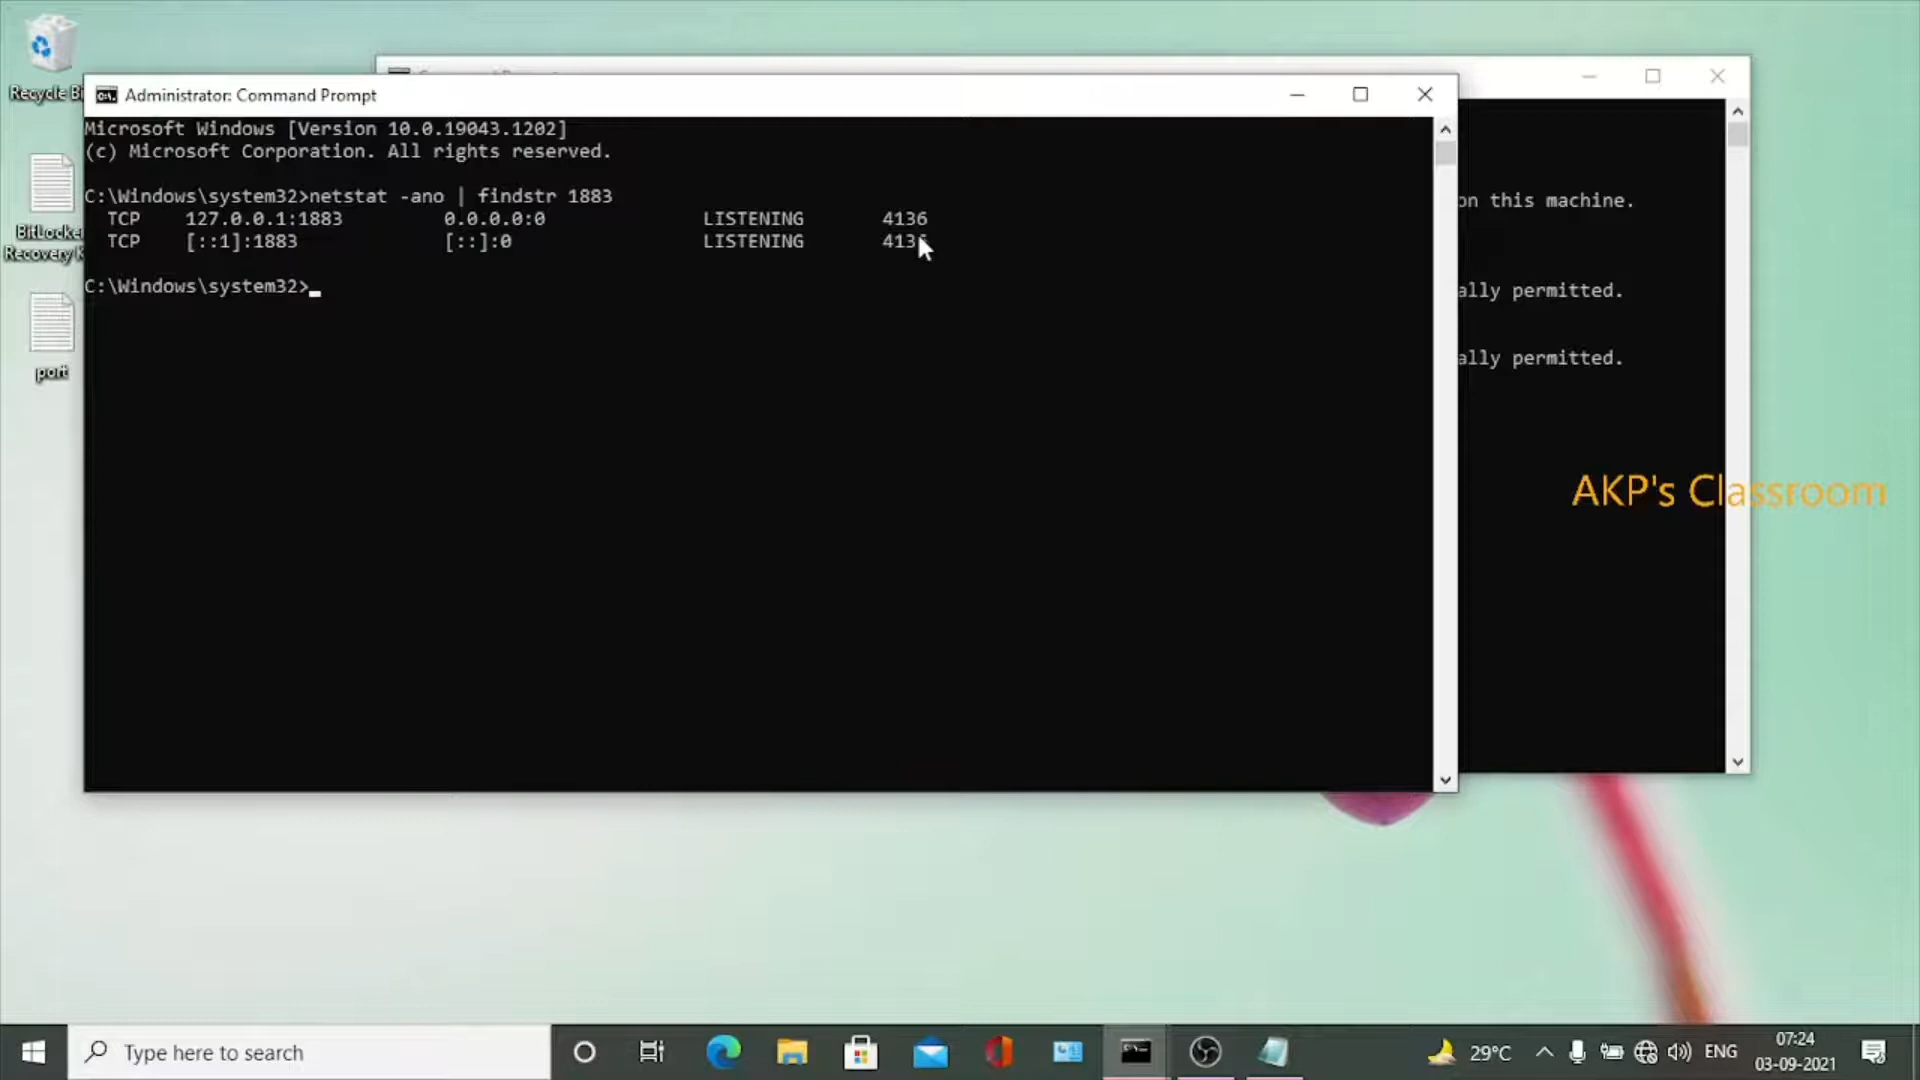 Recycle Bi
Administrator: Command Prompt
Microsoft Windows [Version 10.0.19043.1202]
(c) Microsoft Corporation. All rights reserved.
C:\Windows\system32>netstat -ano | findstr 1883
TCP 127.0.0.1:1883 0.0.0.0:0 LISTENING 4136
TCP [::1]:1883 [::]:0 LISTENING 4136
C:\Windows\system32>
on this machine.
ally permitted.
ally permitted.
BitLocke
Recovery K
port
AKP's Classroom
Type here to search
29°C
ENG
07:24
03-09-2021